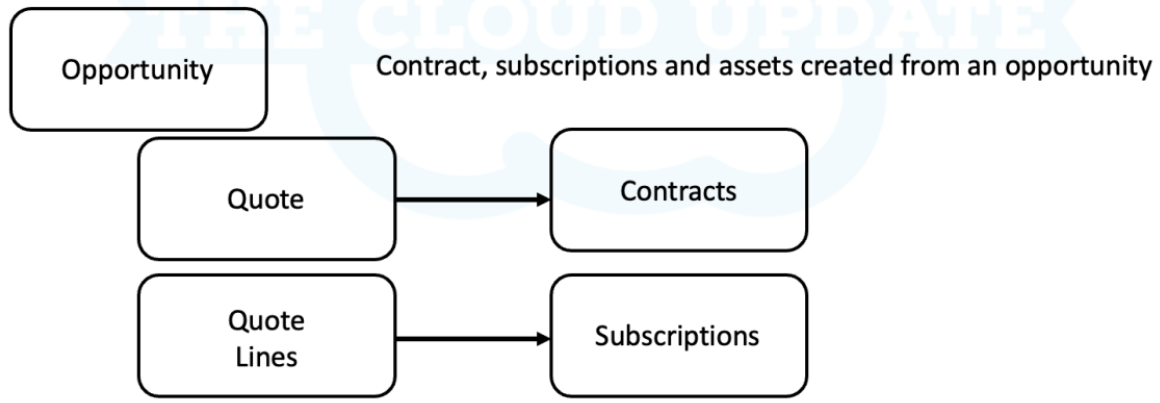 THE CLOUD UPDATE
Opportunity
Contract, subscriptions and assets created from an opportunity
Quote
Contracts
Quote
Lines
Subscriptions